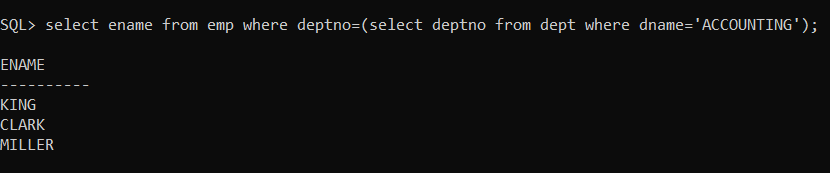 SQL> select ename from emp where deptno=(select deptno from dept where dname='ACCOUNTING');
ENAME
----------
KING
CLARK
MILLER